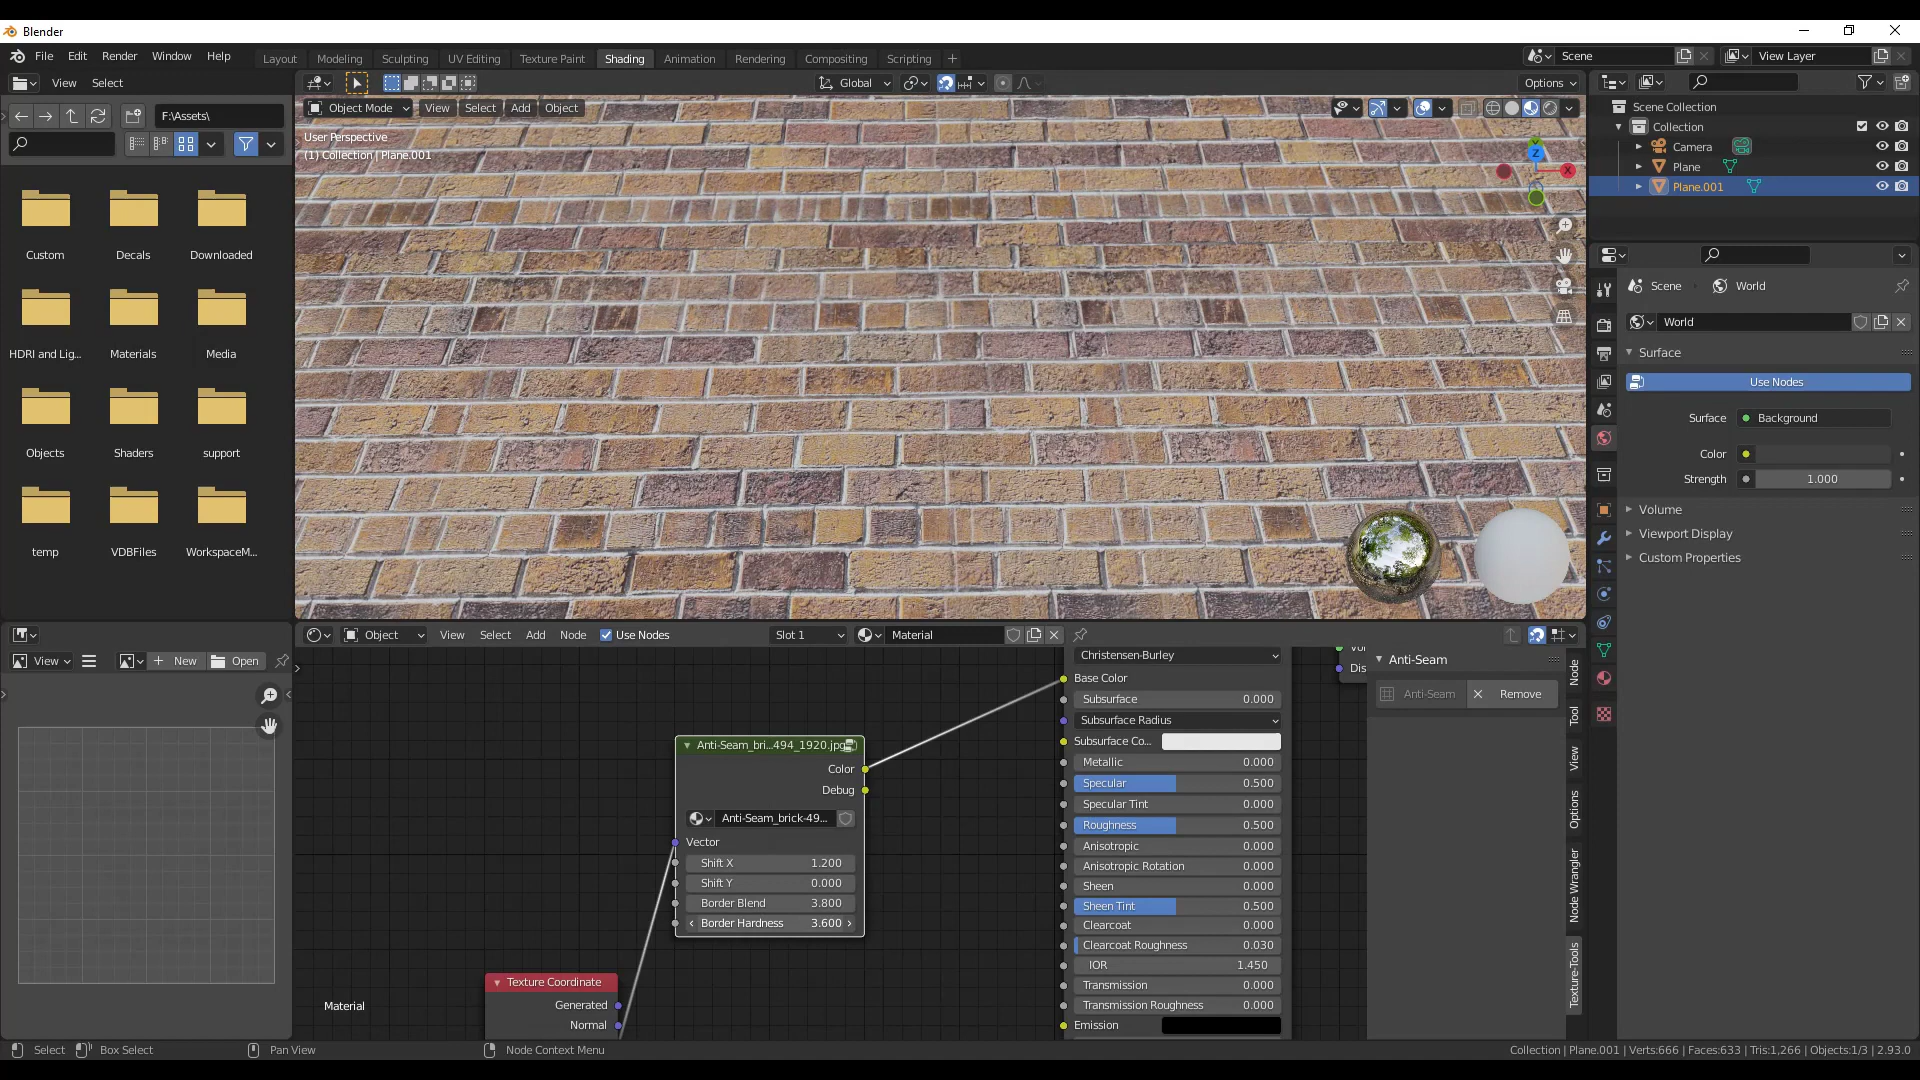 Blender
File Edit Render Window Help
Layout Modeling Sculpting UV Editing Texture Paint Shading Animation Rendering Compositing Scripting +
Scene
View Layer
View Select
Global
Options
F:\Assets\
Object Mode View Select Add Object
User Perspective
(1) Collection | Plane.001
Z
X
Y
Custom Decals Downloaded
HDRI and Lig... Materials Media
Objects Shaders support
temp VDBFiles WorkspaceM...
Scene Collection
Collection
Camera
Plane
Plane.001
Scene World
World
Surface
Use Nodes
Surface Background
Color
Strength 1.000
Volume
Viewport Display
Custom Properties
View New Open
Object View Select Add Node Use Nodes Slot 1 Material
Anti-Seam_bri...494_1920.jpg
Color
Debug
Anti-Seam_brick-49...
Vector
Shift X 1.200
Shift Y 0.000
Border Blend 3.800
Border Hardness 3.600
Texture Coordinate
Generated
Normal
Material
Christensen-Burley
Base Color
Subsurface 0.000
Subsurface Radius
Subsurface Co...
Metallic 0.000
Specular 0.500
Specular Tint 0.000
Roughness 0.500
Anisotropic 0.000
Anisotropic Rotation 0.000
Sheen 0.000
Sheen Tint 0.500
Clearcoat 0.000
Clearcoat Roughness 0.030
IOR 1.450
Transmission 0.000
Transmission Roughness 0.000
Emission
Dis
Anti-Seam
Anti-Seam Remove
Node
Tool
View
Options
Node Wrangler
Texture-Tools
Select Box Select Pan View Node Context Menu
Collection | Plane.001 | Verts:666 | Faces:633 | Tris:1,266 | Objects:1/3 | 2.93.0